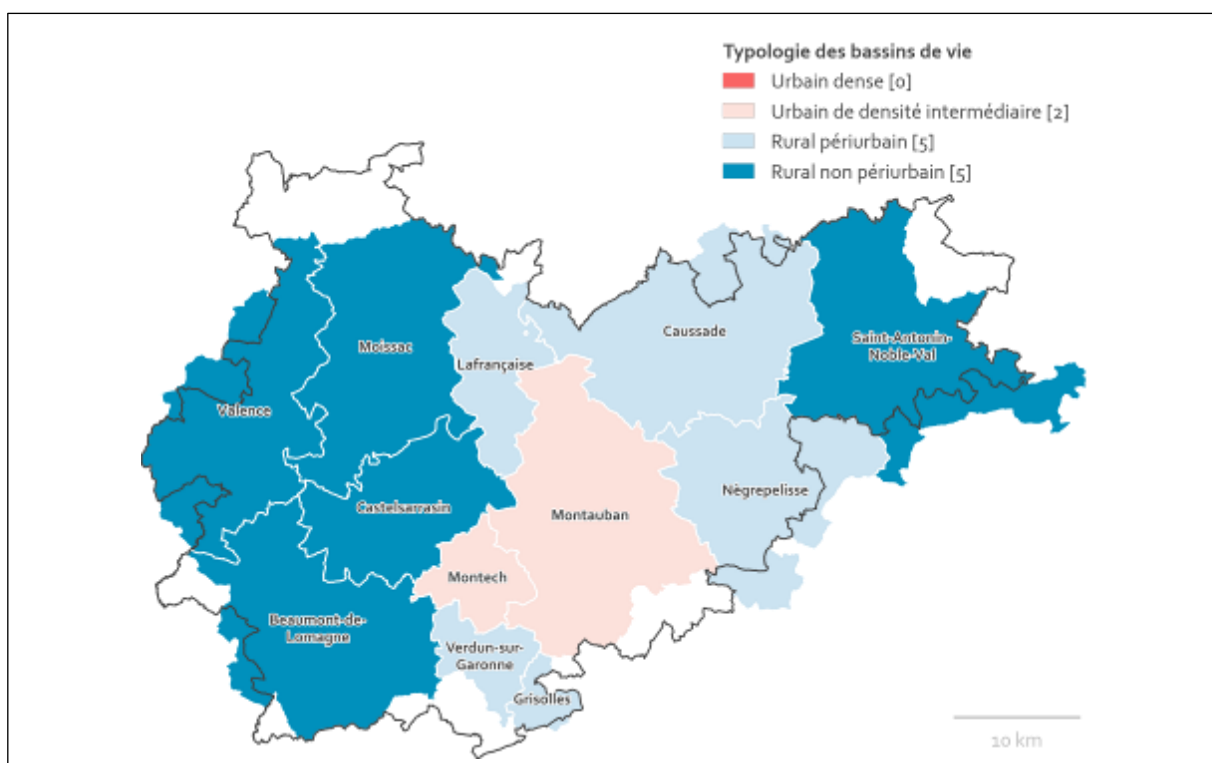 Typologie des bassins de vie
Urbain dense [0]
Urbain de densité intermédiaire [2]
Rural périurbain [5]
Rural non périurbain [5]
Caussade
Saint-Antonin-
Noble-Val
Moissac
Lafrançaise
Valence
Nègrepelisse
Castelsarrasin
Montauban
Montech
Beaumont-de-
Lomagne
Verdun-sur-
Garonne
Grisolles
10 km